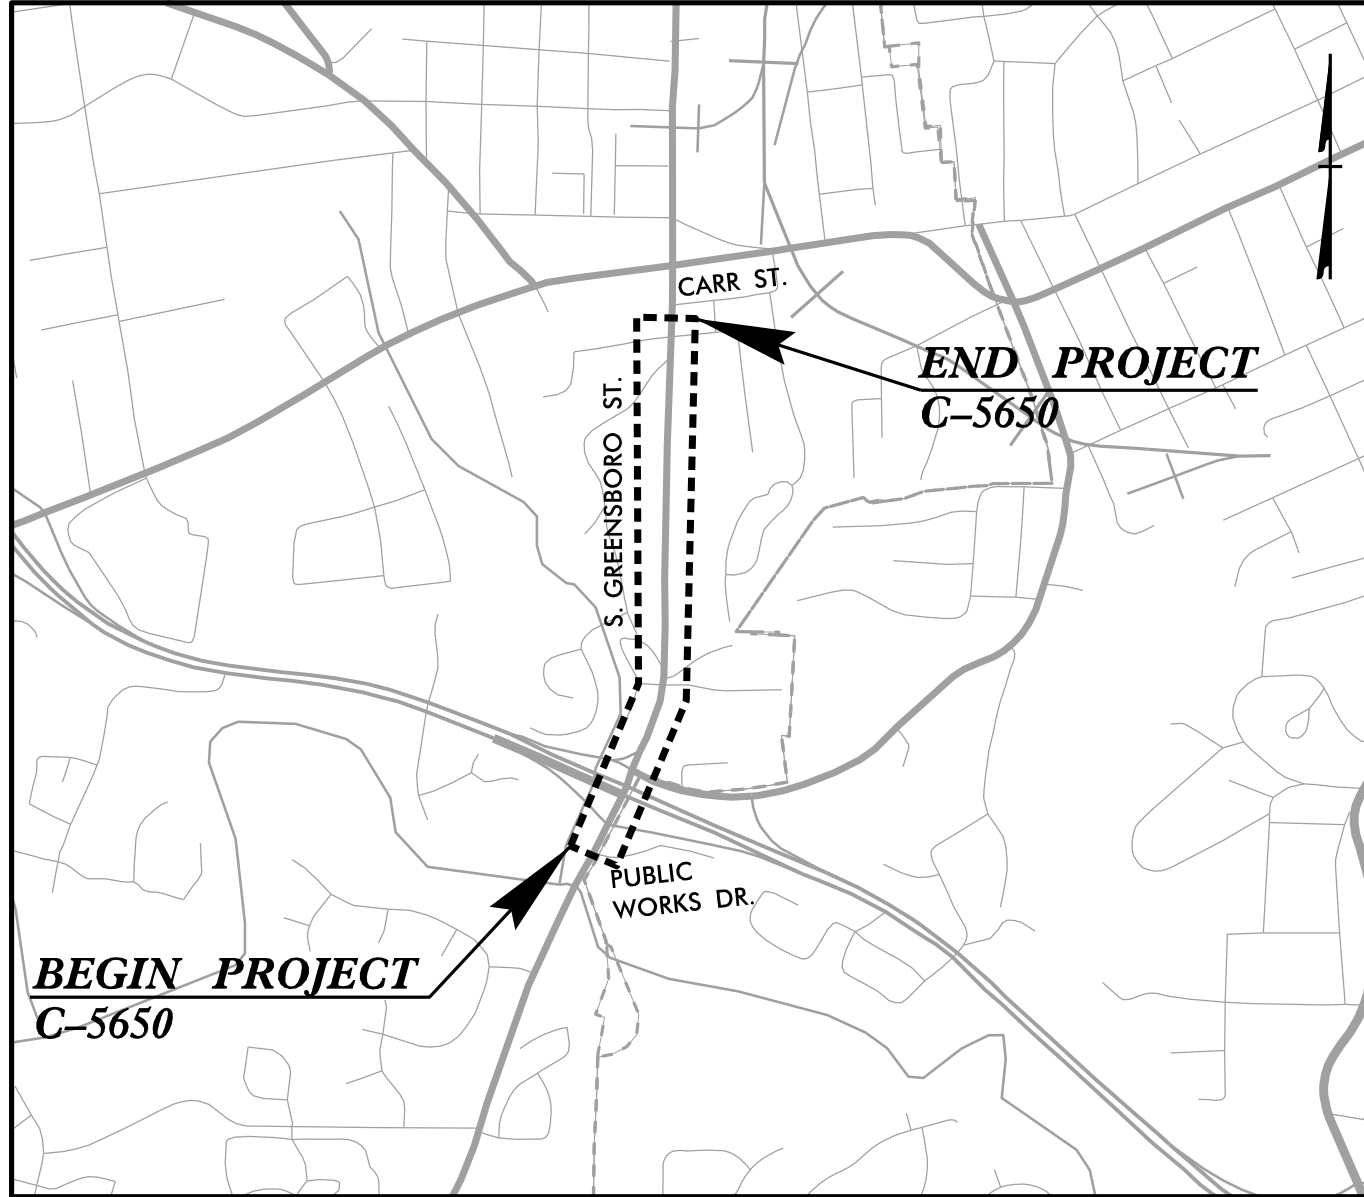 CARR ST.
END PROJECT
C–5650
S. GREENSBORO ST.
PUBLIC
WORKS DR.
BEGIN PROJECT
C–5650